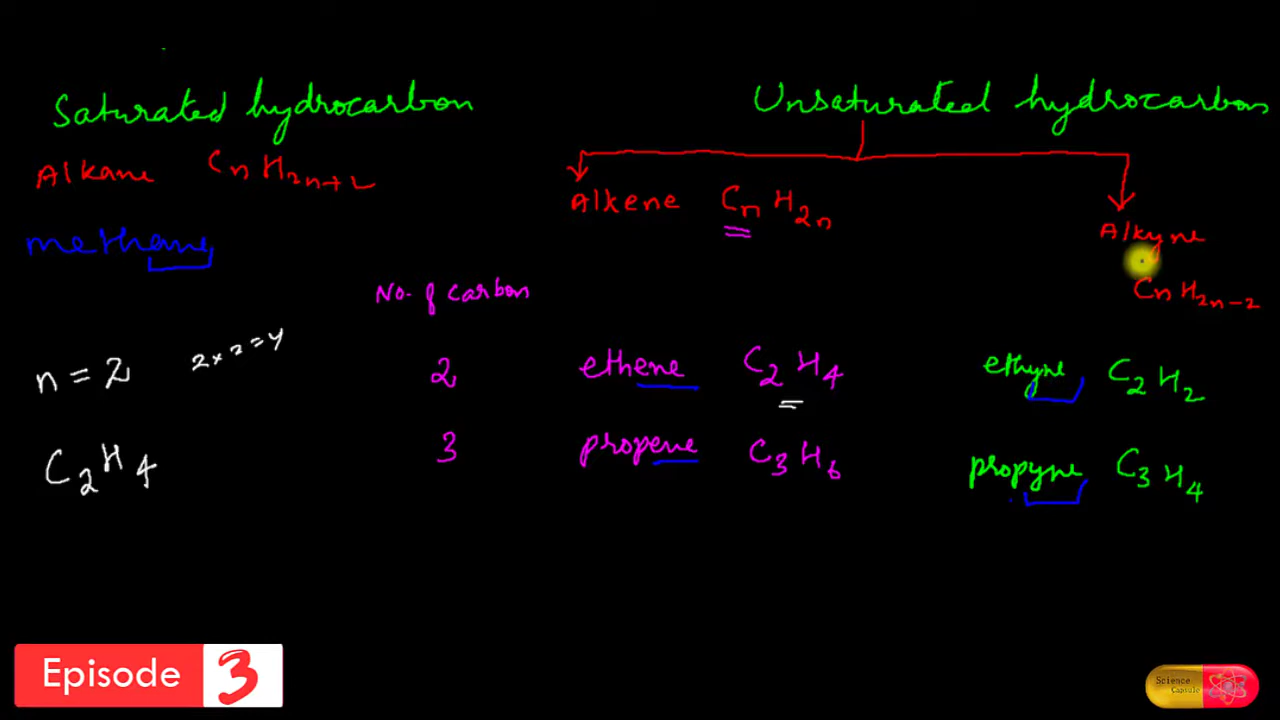 Saturated hydrocarbon
Unsaturated hydrocarbon
Alkane CnH2n+2
Alkene CnH2n
Alkyne
CnH2n-2
methane
No. of carbon
n = 2 2×2=4
2 ethene C2H4 ethyne C2H2
C2H4
3 propene C3H6 propyne C3H4
Episode 3
Science
Capsule